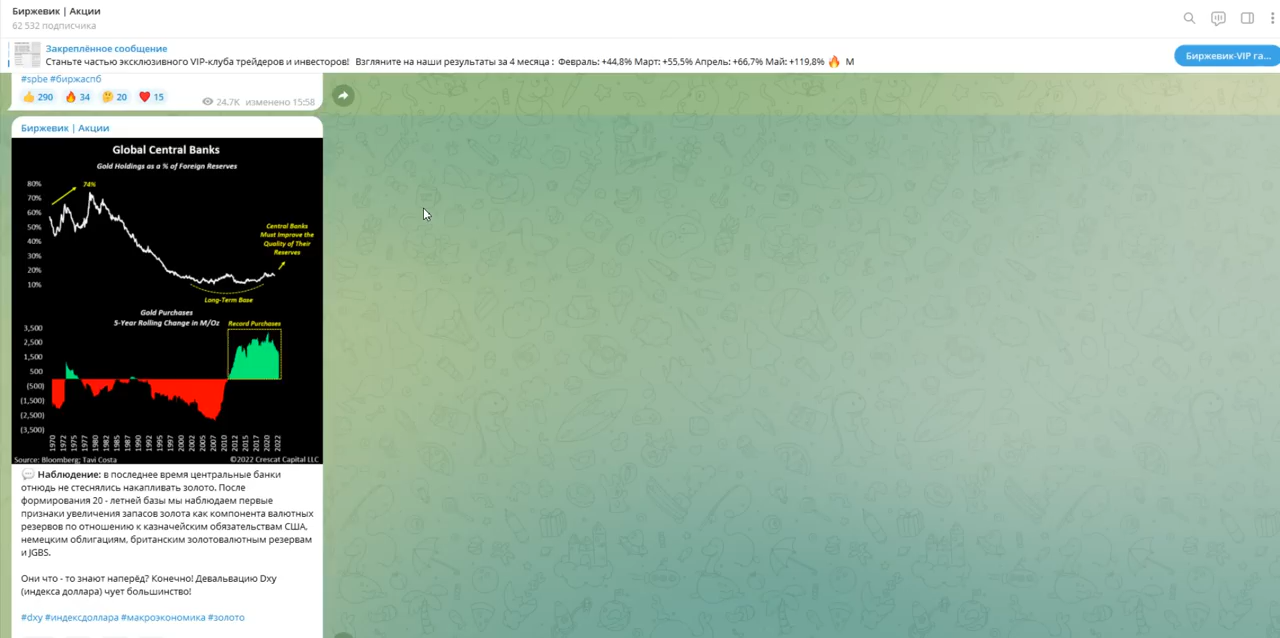 Биржевик | Акции
62 532 подписчика
Закреплённое сообщение
Станьте частью эксклюзивного VIP-клуба трейдеров и инвесторов! Взгляните на наши результаты за 4 месяца : Февраль: +44,8% Март: +55,5% Апрель: +66,7% Май: +119,8% 🔥 М
Биржевик-VIP га...
#spbe #биржаспб
👍 290 🔥 34 🤔 20 ❤️ 15
24.7K изменено 15:58
Биржевик | Акции
Global Central Banks
Gold Holdings as a % of Foreign Reserves
80%
70%
60%
50%
40%
30%
20%
10%
74%
Central Banks
Must Improve the
Quality of Their
Reserves
Long-Term Base
Gold Purchases
5-Year Rolling Change in M/Oz
Record Purchases
3,500
2,500
1,500
500
(500)
(1,500)
(2,500)
(3,500)
1970 1972 1975 1977 1980 1982 1985 1987 1990 1992 1995 1997 2000 2002 2005 2007 2010 2012 2015 2017 2020 2022
Source: Bloomberg; Tavi Costa
©2022 Crescat Capital LLC
💬 Наблюдение: в последнее время центральные банки
отнюдь не стеснялись накапливать золото. После
формирования 20 - летней базы мы наблюдаем первые
признаки увеличения запасов золота как компонента валютных
резервов по отношению к казначейским обязательствам США,
немецким облигациям, британским золотовалютным резервам
и JGBS.
Они что - то знают наперёд? Конечно! Девальвацию Dxy
(индекса доллара) чует большинство!
#dxy #индексдоллара #макроэкономика #золото